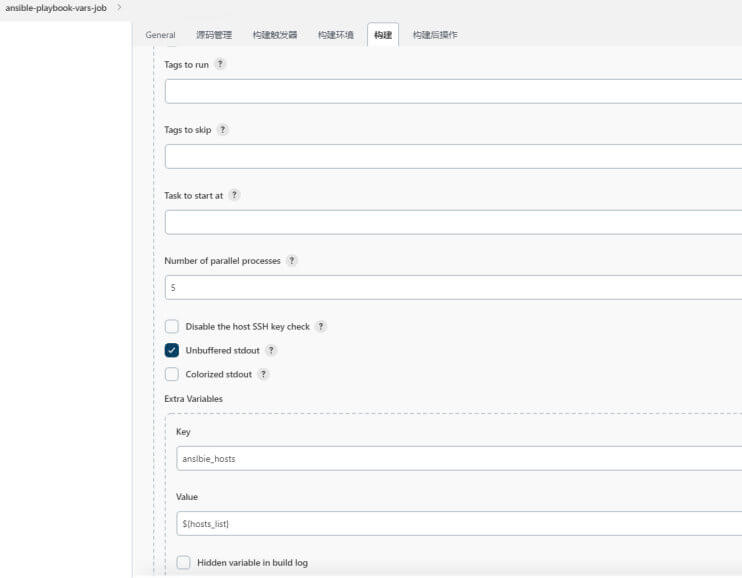 ansible-playbook-vars-job
General 源码管理 构建触发器 构建环境 构建 构建后操作
Tags to run ?
Tags to skip ?
Task to start at ?
Number of parallel processes ?
5
Disable the host SSH key check ?
Unbuffered stdout ?
Colorized stdout ?
Extra Variables
Key
anslbie_hosts
Value
${hosts_list}
Hidden variable in build log